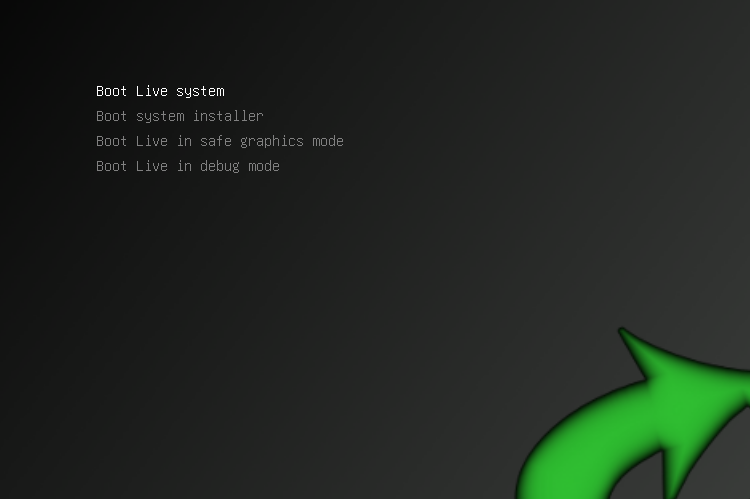 Boot Live system
Boot system installer
Boot Live in safe graphics mode
Boot Live in debug mode